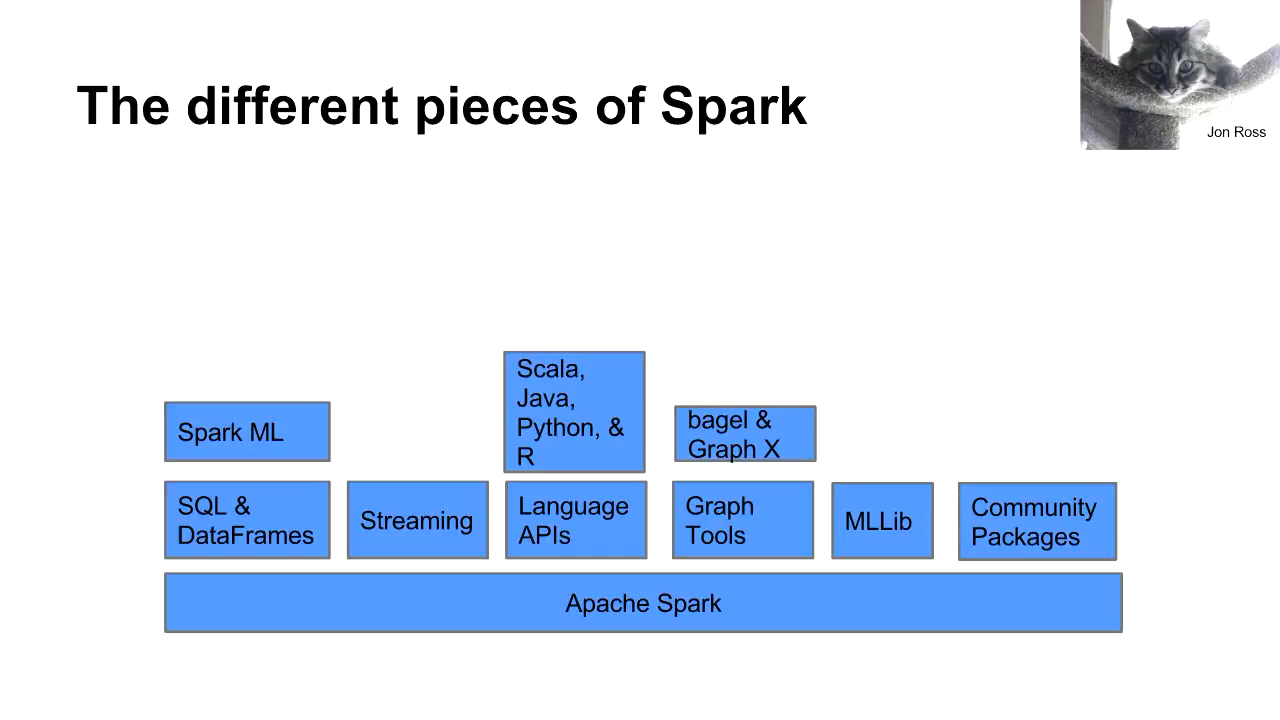 The different pieces of Spark
Jon Ross
Scala,
Java,
Python, &
R
bagel &
Graph X
Spark ML
SQL &
DataFrames
Streaming
Language
APIs
Graph
Tools
MLLib
Community
Packages
Apache Spark